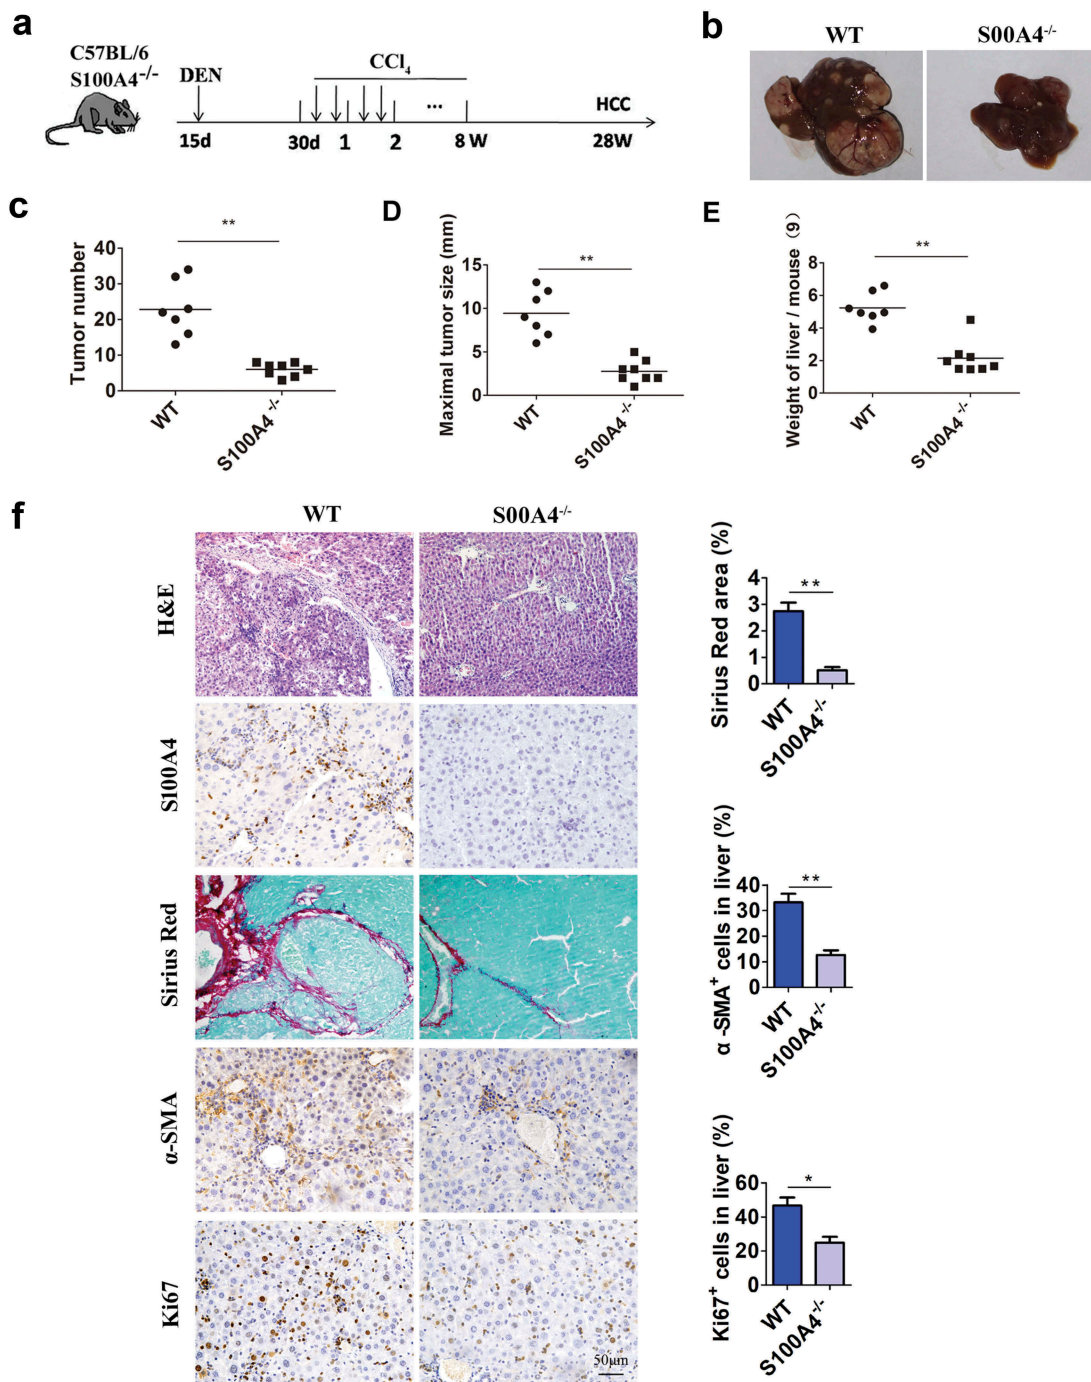 a
C57BL/6
S100A4-/-
DEN
CCl4
...
HCC
15d
30d
1
2
8 W
28W
b
WT
S00A4-/-
c
Tumor number
**
40
30
20
10
0
WT
S100A4-/-
D
Maximal tumor size (mm)
**
15
10
5
0
WT
S100A4-/-
E
Weight of liver / mouse (9)
**
8
6
4
2
0
WT
S100A4-/-
f
WT
S00A4-/-
H&E
S100A4
Sirius Red
α-SMA
Ki67
50μm
Sirius Red area (%)
**
4
3
2
1
0
WT
S100A4-/-
α-SMA+ cells in liver (%)
**
40
30
20
10
0
WT
S100A4-/-
Ki67+ cells in liver (%)
*
60
40
20
0
WT
S100A4-/-